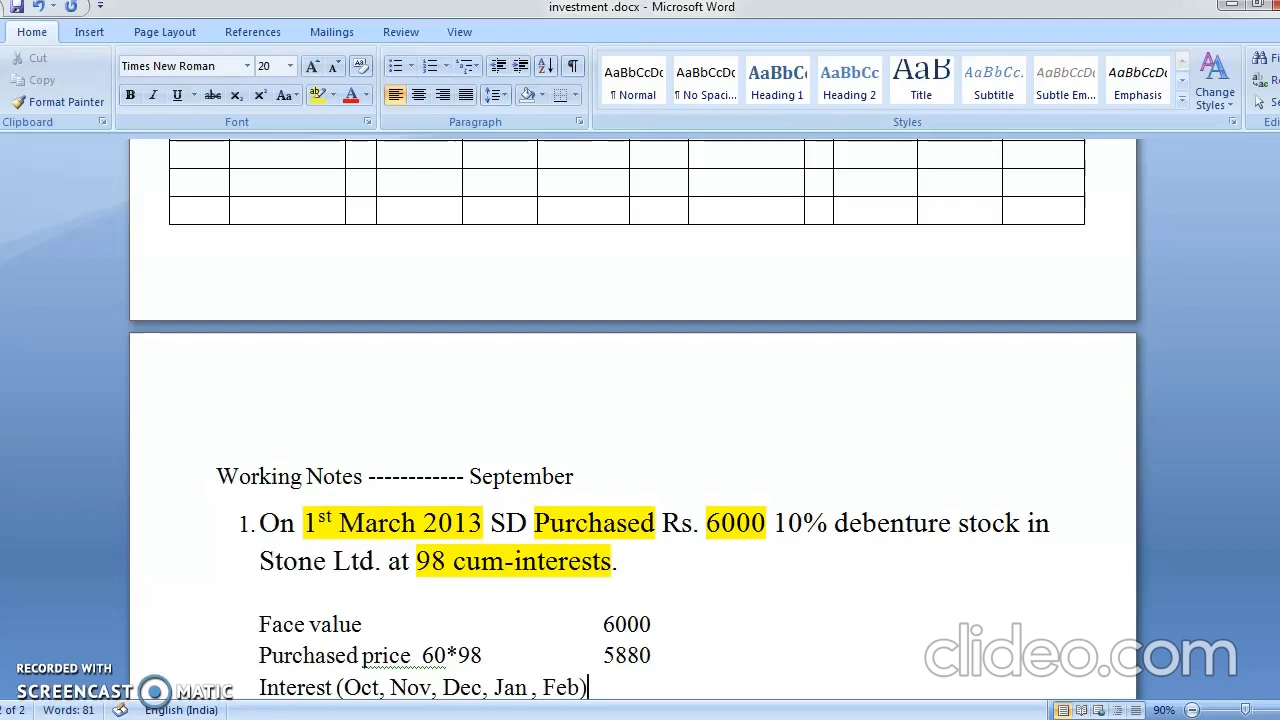 investment .docx - Microsoft Word
Home Insert Page Layout References Mailings Review View
Cut
Copy
Format Painter
Clipboard
Times New Roman 20
Font
Paragraph
AaBbCcDc AaBbCcDc AaBbCc AaBbCc AaB AaBbCc. AaBbCcDc AaBbCcDc
¶ Normal ¶ No Spaci... Heading 1 Heading 2 Title Subtitle Subtle Em... Emphasis
Change Styles
Styles
Working Notes ------------ September
1. On 1st March 2013 SD Purchased Rs. 6000 10% debenture stock in
Stone Ltd. at 98 cum-interests.
Face value 6000
Purchased price 60*98 5880
Interest (Oct, Nov, Dec, Jan , Feb)
clideo.com
RECORDED WITH
SCREENCAST MATIC
2 of 2 Words: 81 English (India) 90%